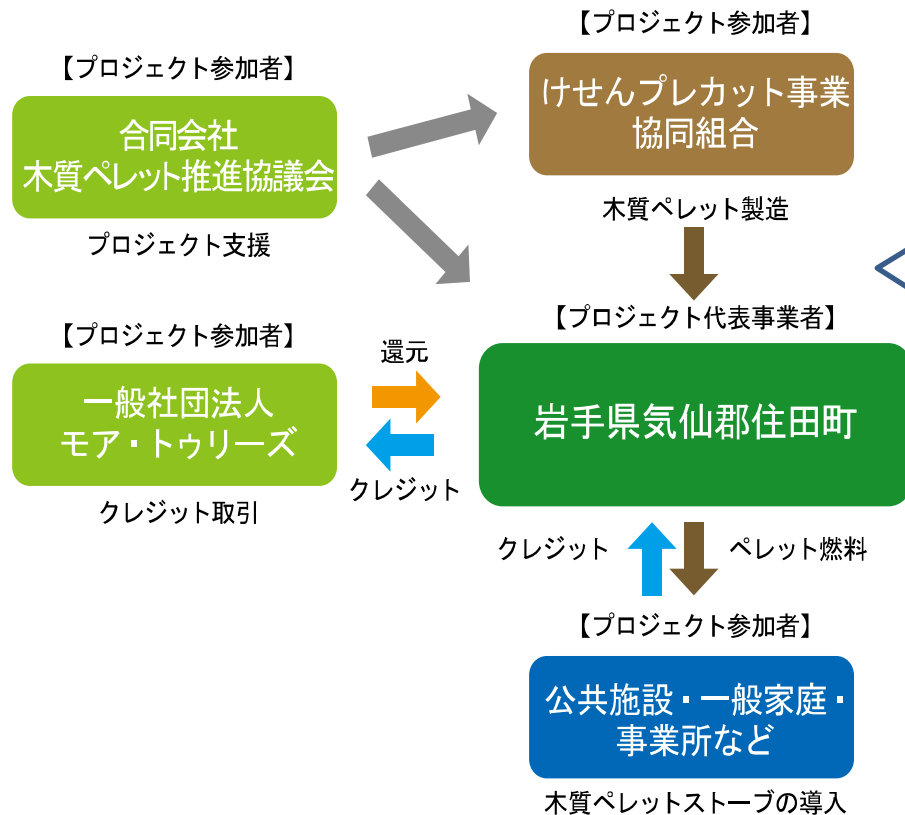 【プロジェクト参加者】
合同会社
木質ペレット推進協議会
プロジェクト支援
【プロジェクト参加者】
けせんプレカット事業
協同組合
木質ペレット製造
【プロジェクト参加者】
一般社団法人
モア・トゥリーズ
クレジット取引
還元
クレジット
【プロジェクト代表事業者】
岩手県気仙郡住田町
クレジット
ペレット燃料
【プロジェクト参加者】
公共施設・一般家庭・
事業所など
木質ペレットストーブの導入